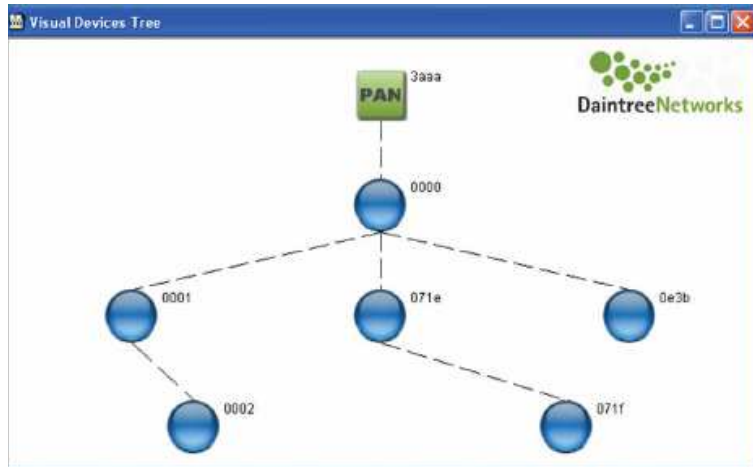 Visual Devices Tree
3aaa
PAN
DaintreeNetworks
0000
0001
071e
0e3b
0002
071f